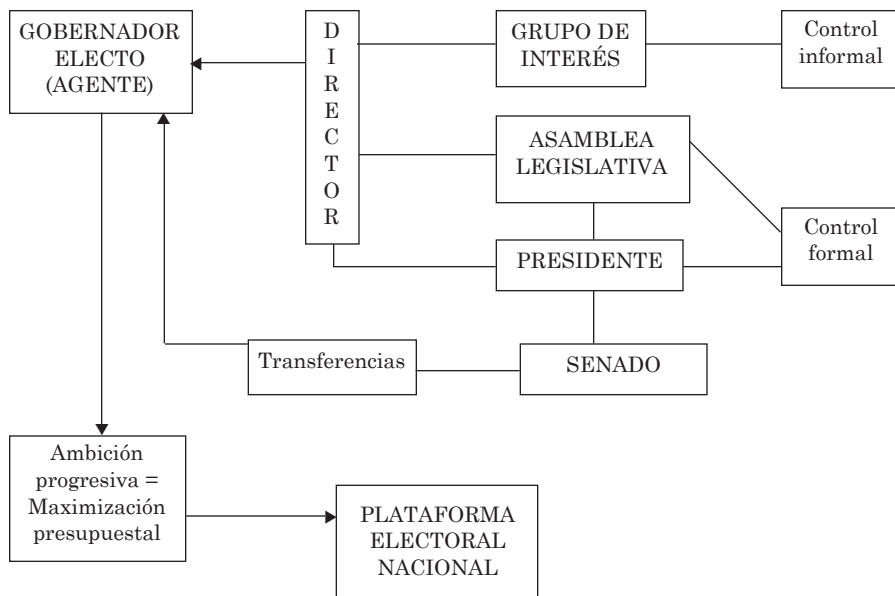 GOBERNADOR
ELECTO
(AGENTE)
D
I
R
E
C
T
O
R
GRUPO DE
INTERÉS
Control
informal
ASAMBLEA
LEGISLATIVA
Control
formal
PRESIDENTE
Transferencias
SENADO
Ambición
progresiva =
Maximización
presupuestal
PLATAFORMA
ELECTORAL
NACIONAL